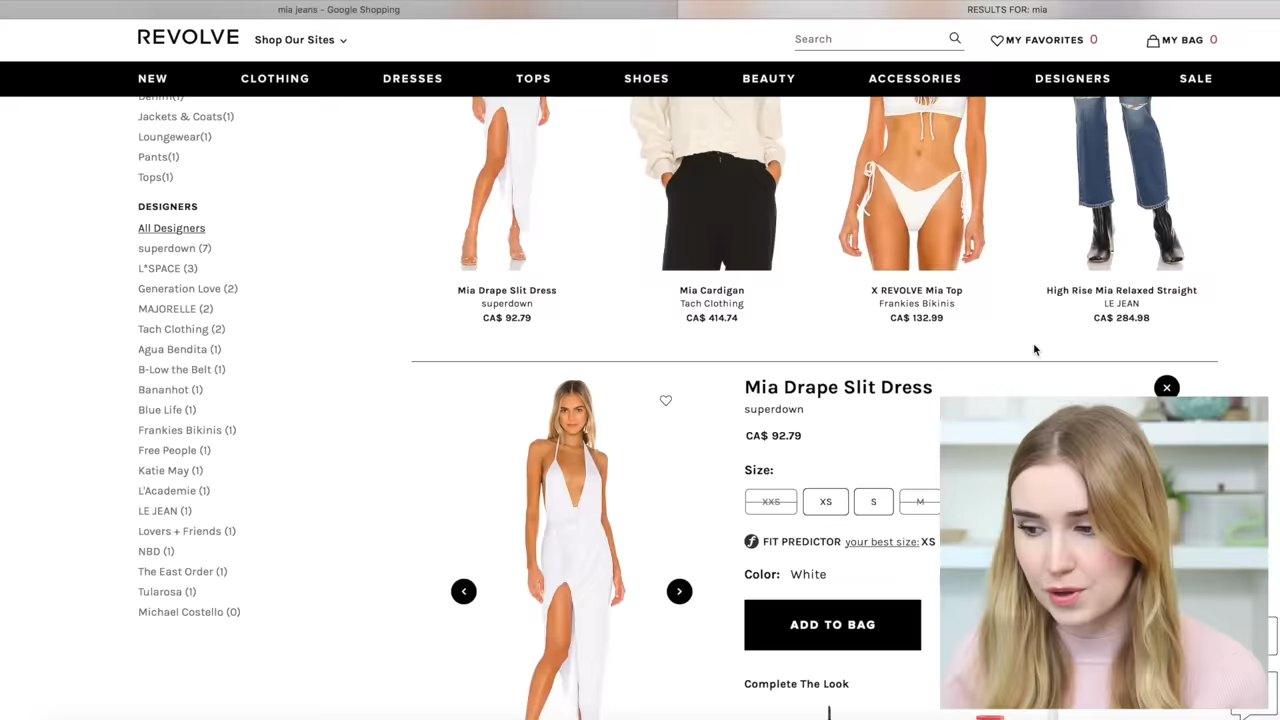 mia jeans – Google Shopping
RESULTS FOR: mia
REVOLVE
Shop Our Sites
Search
MY FAVORITES 0
MY BAG 0
NEW
CLOTHING
DRESSES
TOPS
SHOES
BEAUTY
ACCESSORIES
DESIGNERS
SALE
Denim(1)
Jackets & Coats(1)
Loungewear(1)
Pants(1)
Tops(1)
DESIGNERS
All Designers
superdown (7)
L*SPACE (3)
Generation Love (2)
MAJORELLE (2)
Tach Clothing (2)
Agua Bendita (1)
B-Low the Belt (1)
Bananhot (1)
Blue Life (1)
Frankies Bikinis (1)
Free People (1)
Katie May (1)
L'Academie (1)
LE JEAN (1)
Lovers + Friends (1)
NBD (1)
The East Order (1)
Tularosa (1)
Michael Costello (0)
Mia Drape Slit Dress
superdown
CA$ 92.79
Mia Cardigan
Tach Clothing
CA$ 414.74
X REVOLVE Mia Top
Frankies Bikinis
CA$ 132.99
High Rise Mia Relaxed Straight
LE JEAN
CA$ 284.98
Mia Drape Slit Dress
superdown
CA$ 92.79
Size:
XXS
XS
S
M
FIT PREDICTOR your best size: XS
Color: White
ADD TO BAG
Complete The Look